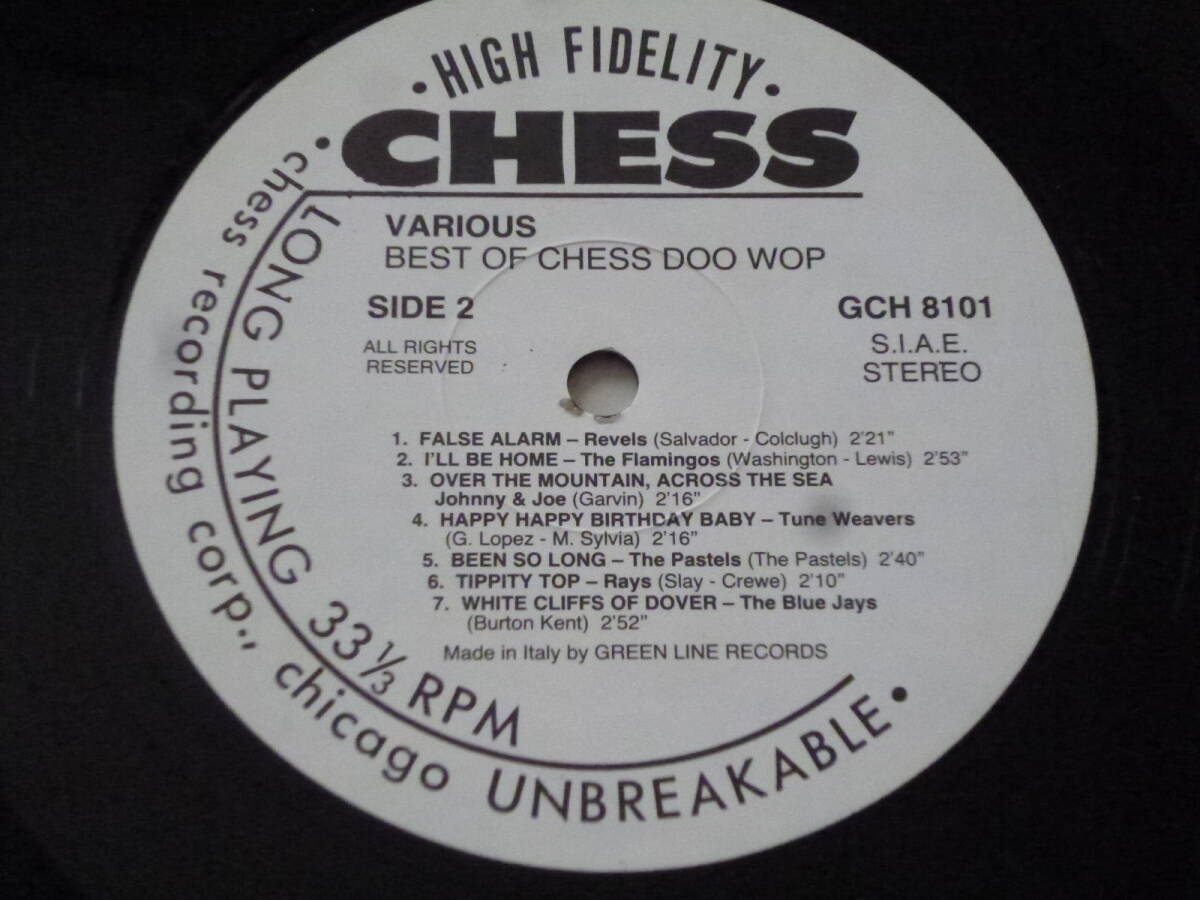 • HIGH FIDELITY •
CHESS
VARIOUS
BEST OF CHESS DOO WOP
SIDE 2
GCH 8101
ALL RIGHTS
RESERVED
S.I.A.E.
STEREO
1. FALSE ALARM – Revels (Salvador - Colclugh) 2'21"
2. I'LL BE HOME – The Flamingos (Washington - Lewis) 2'53"
3. OVER THE MOUNTAIN, ACROSS THE SEA
Johnny & Joe (Garvin) 2'16"
4. HAPPY HAPPY BIRTHDAY BABY – Tune Weavers
(G. Lopez - M. Sylvia) 2'16"
5. BEEN SO LONG – The Pastels (The Pastels) 2'40"
6. TIPPITY TOP – Rays (Slay - Crewe) 2'10"
7. WHITE CLIFFS OF DOVER – The Blue Jays
(Burton Kent) 2'52"
Made in Italy by GREEN LINE RECORDS
LONG PLAYING 33 1/3 RPM
• chess recording corp., chicago UNBREAKABLE •